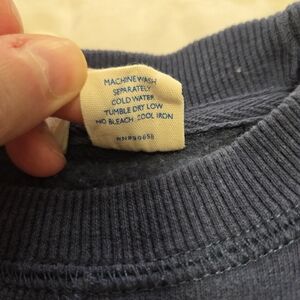 MACHINE WASH
SEPARATELY
COLD WATER
TUMBLE DRY LOW
NO BLEACH COOL IRON